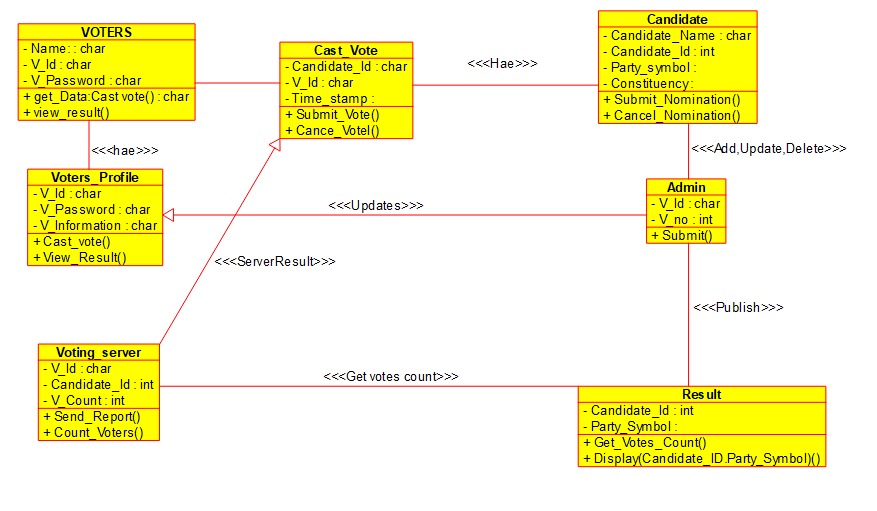 VOTERS
- Name: : char
- V_Id : char
- V_Password : char
+ get_Data:Cast vote() : char
+ view_result()
Cast_Vote
- Candidate_Id : char
- V_Id : char
- Time_stamp :
+ Submit_Vote()
+ Cance_Votel()
<<<Hae>>>
Candidate
- Candidate_Name : char
- Candidate_Id : int
- Party_symbol :
- Constituency :
+ Submit_Nomination()
+ Cancel_Nomination()
<<<hae>>>
<<<Add,Update,Delete>>>
Voters_Profile
- V_Id : char
- V_Password : char
- V_Information : char
+ Cast_vote()
+ View_Result()
<<<Updates>>>
Admin
- V_Id : char
- V_no : int
+ Submit()
<<<ServerResult>>>
<<<Publish>>>
Voting_server
- V_Id : char
- Candidate_Id : int
- V_Count : int
+ Send_Report()
+ Count_Voters()
<<<Get votes count>>>
Result
- Candidate_Id : int
- Party_Symbol :
+ Get_Votes_Count()
+ Display(Candidate_ID.Party_Symbol)()